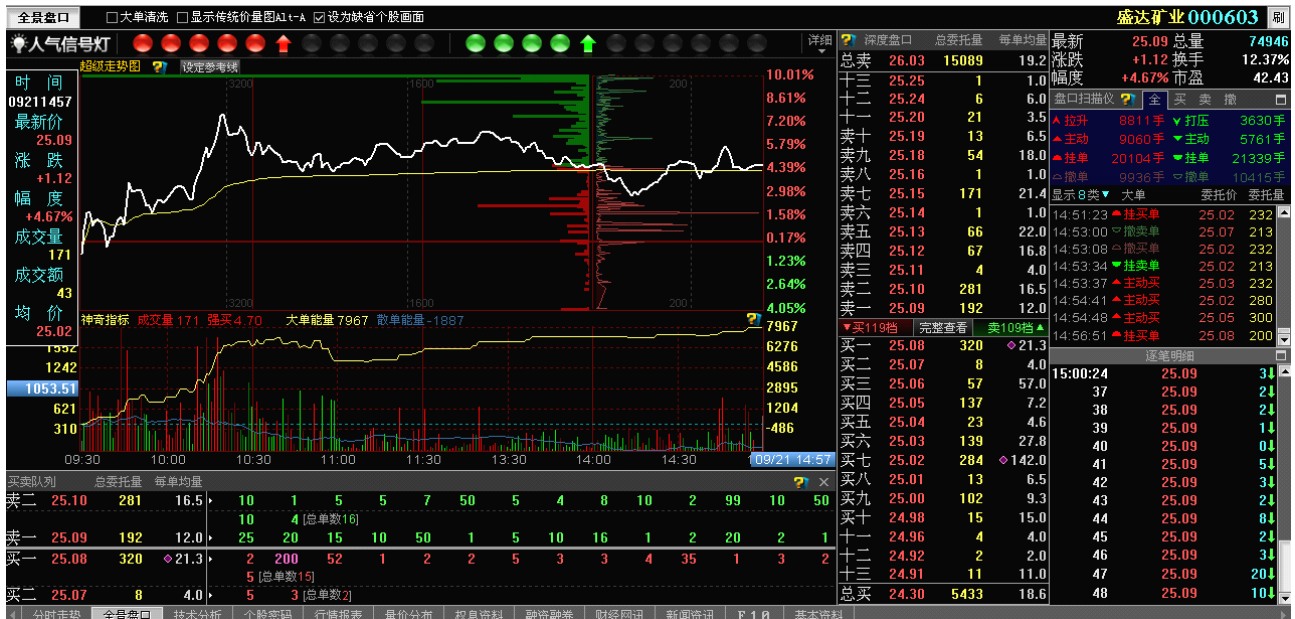 全景盘口 大单清洗 显示传统价量图Alt-A 设为缺省个股画面 盛达矿业000603 刷
人气信号灯 详细
超级走势图 设定参考线
时 间
09211457
最新价
25.09
涨 跌
+1.12
幅 度
+4.67%
成交量
171
成交额
43
均 价
25.02
3200 1600 200
10.01%
8.61%
7.20%
5.79%
4.39%
2.98%
1.58%
0.17%
1.23%
2.64%
4.05%
3200 1600 200
神奇指标 成交量 171 强买4.70 大单能量 7967 散单能量 -1887
1552
1242
1053.51
621
310
7967
6276
4586
2895
1204
-486
09:30 10:00 10:30 11:00 11:30 13:30 14:00 14:30 09/21 14:57
买卖队列 总委托量 每单均量
卖二 25.10 281 16.5 10 1 5 5 7 50 5 4 8 10 2 99 10 50
10 4 [总单数16]
卖一 25.09 192 12.0 25 20 15 10 50 1 5 10 16 1 2 20 2 1
买一 25.08 320 21.3 2 200 52 1 2 2 5 3 3 4 35 1 3 2
5 [总单数15]
买二 25.07 8 4.0 5 3 [总单数2]
深度盘口 总委托量 每单均量
总卖 26.03 15089 19.2
十三 25.25 1 1.0
十二 25.24 6 6.0
十一 25.20 21 3.5
卖十 25.19 13 6.5
卖九 25.18 54 18.0
卖八 25.16 1 1.0
卖七 25.15 171 21.4
卖六 25.14 1 1.0
卖五 25.13 66 22.0
卖四 25.12 67 16.8
卖三 25.11 4 4.0
卖二 25.10 281 16.5
卖一 25.09 192 12.0
▼买119档 完整查看 卖109档▲
买一 25.08 320 21.3
买二 25.07 8 4.0
买三 25.06 57 57.0
买四 25.05 137 7.2
买五 25.04 23 4.6
买六 25.03 139 27.8
买七 25.02 284 142.0
买八 25.01 13 6.5
买九 25.00 102 9.3
买十 24.98 15 15.0
十一 24.96 4 4.0
十二 24.92 2 2.0
十三 24.91 11 11.0
总买 24.30 5433 18.6
最新 25.09 总量 74946
涨跌 +1.12 换手 12.37%
幅度 +4.67% 市盈 42.43
盘口扫描仪 全 买 卖 撤
拉升 8811手 打压 3630手
主动 9060手 主动 5761手
挂单 20104手 挂单 21339手
撤单 9936手 撤单 10415手
显示8类▼ 大单 委托价 委托量
14:51:23 挂买单 25.02 232
14:53:00 撤卖单 25.07 213
14:53:08 撤买单 25.02 232
14:53:34 挂卖单 25.02 213
14:53:37 主动买 25.03 232
14:54:41 主动买 25.02 280
14:54:48 主动买 25.05 300
14:56:51 挂买单 25.08 200
逐笔明细
15:00:24 25.09 3
37 25.09 2
38 25.09 2
39 25.09 1
40 25.09 0
41 25.09 5
42 25.09 3
43 25.09 2
44 25.09 8
45 25.09 2
46 25.09 3
47 25.09 20
48 25.09 10
分时走势 全景盘口 技术分析 个股密码 行情报表 量价分布 权息资料 融资融券 财经网讯 新闻资讯 F10 基本资料